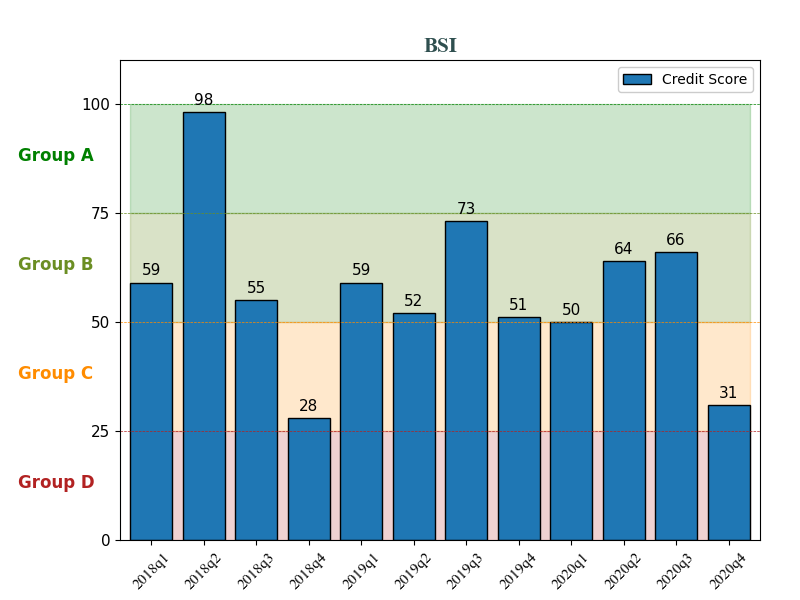 BSI
Credit Score
100
98
Group A
75
73
66
64
Group B
59
59
55
52
51
50
50
Group C
31
28
25
Group D
0
2018q1
2018q2
2018q3
2018q4
2019q1
2019q2
2019q3
2019q4
2020q1
2020q2
2020q3
2020q4